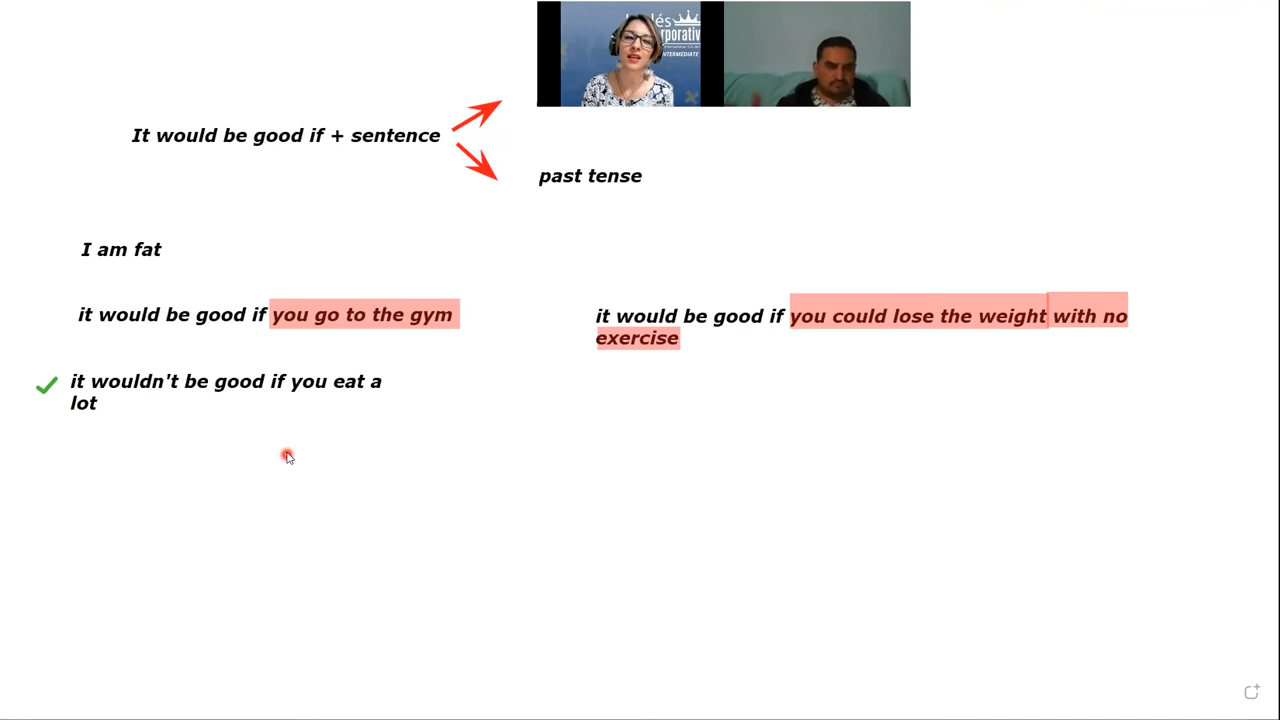 It would be good if + sentence
past tense
I am fat
it would be good if you go to the gym
it would be good if you could lose the weight with no
exercise
it wouldn't be good if you eat a
lot